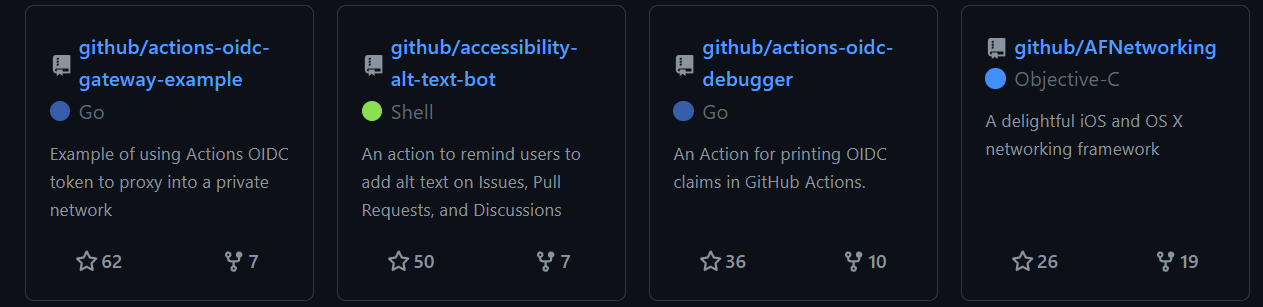 github/actions-oidc-
gateway-example
Go
Example of using Actions OIDC
token to proxy into a private
network
62
7
github/accessibility-
alt-text-bot
Shell
An action to remind users to
add alt text on Issues, Pull
Requests, and Discussions
50
7
github/actions-oidc-
debugger
Go
An Action for printing OIDC
claims in GitHub Actions.
36
10
github/AFNetworking
Objective-C
A delightful iOS and OS X
networking framework
26
19